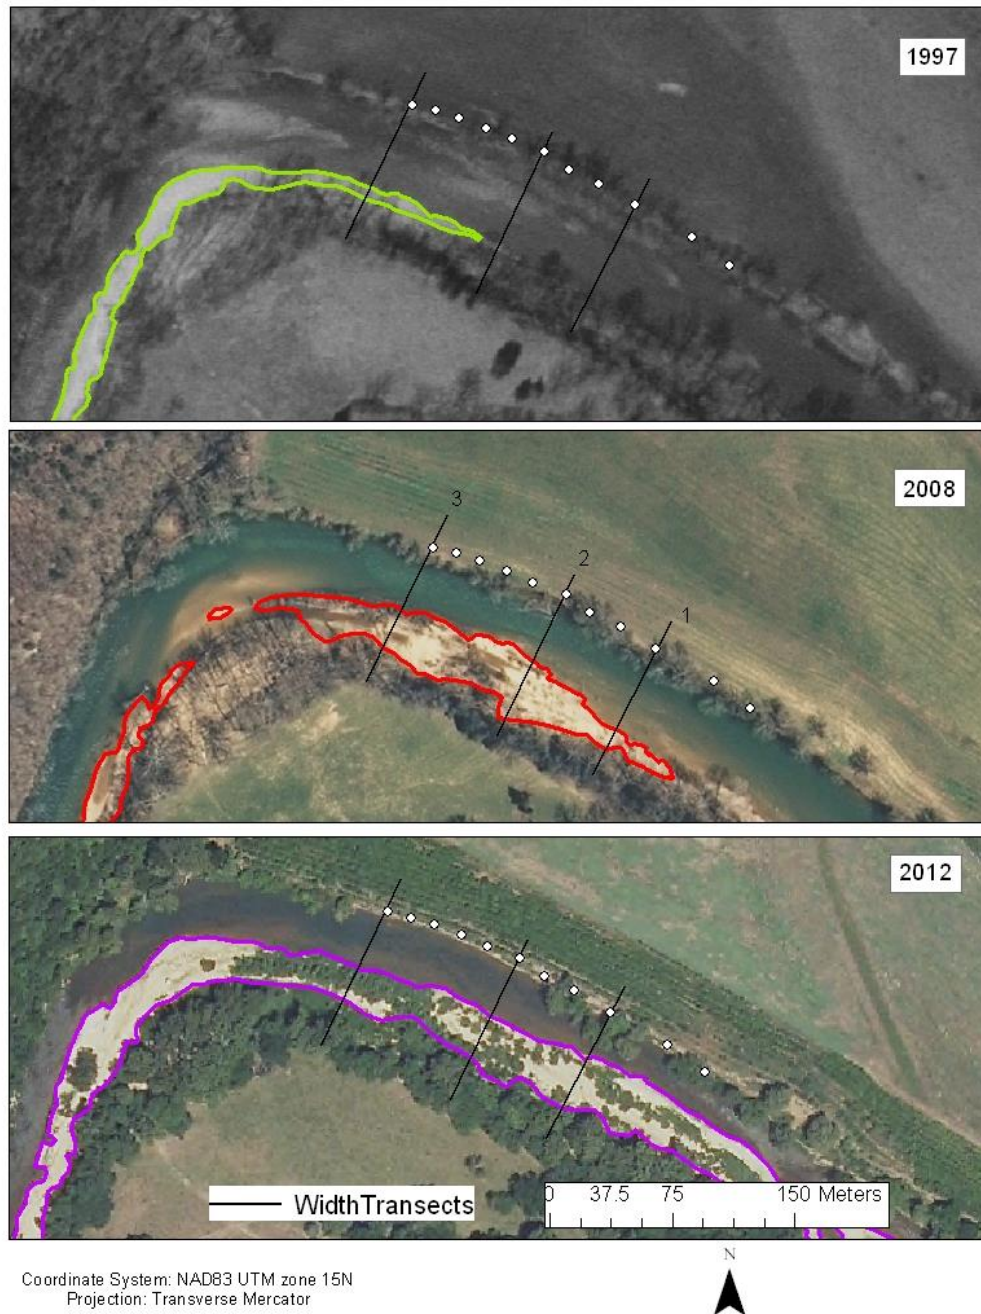 1997
2008
3
2
1
2012
WidthTransects
0 37.5 75 150 Meters
N
Coordinate System: NAD83 UTM zone 15N
Projection: Transverse Mercator